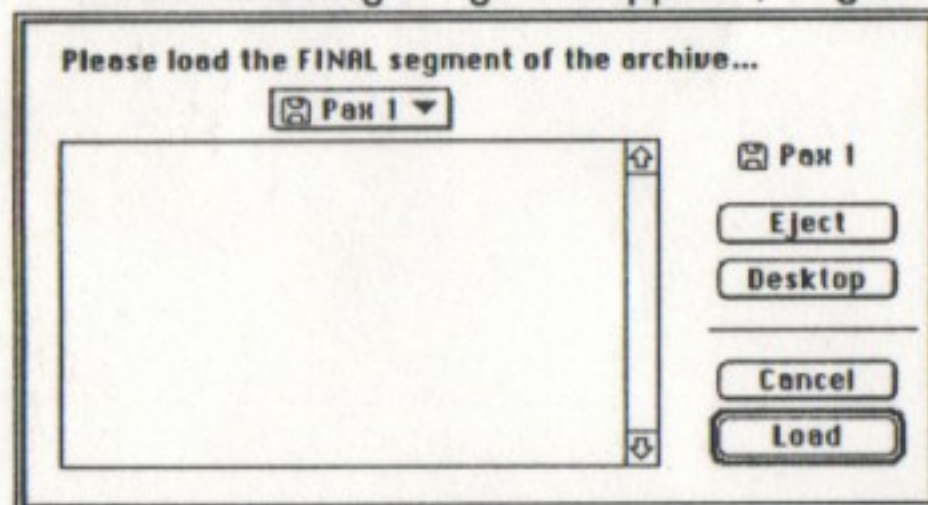 Please load the FINAL segment of the archive...
Pax 1
Pax 1
Eject
Desktop
Cancel
Load